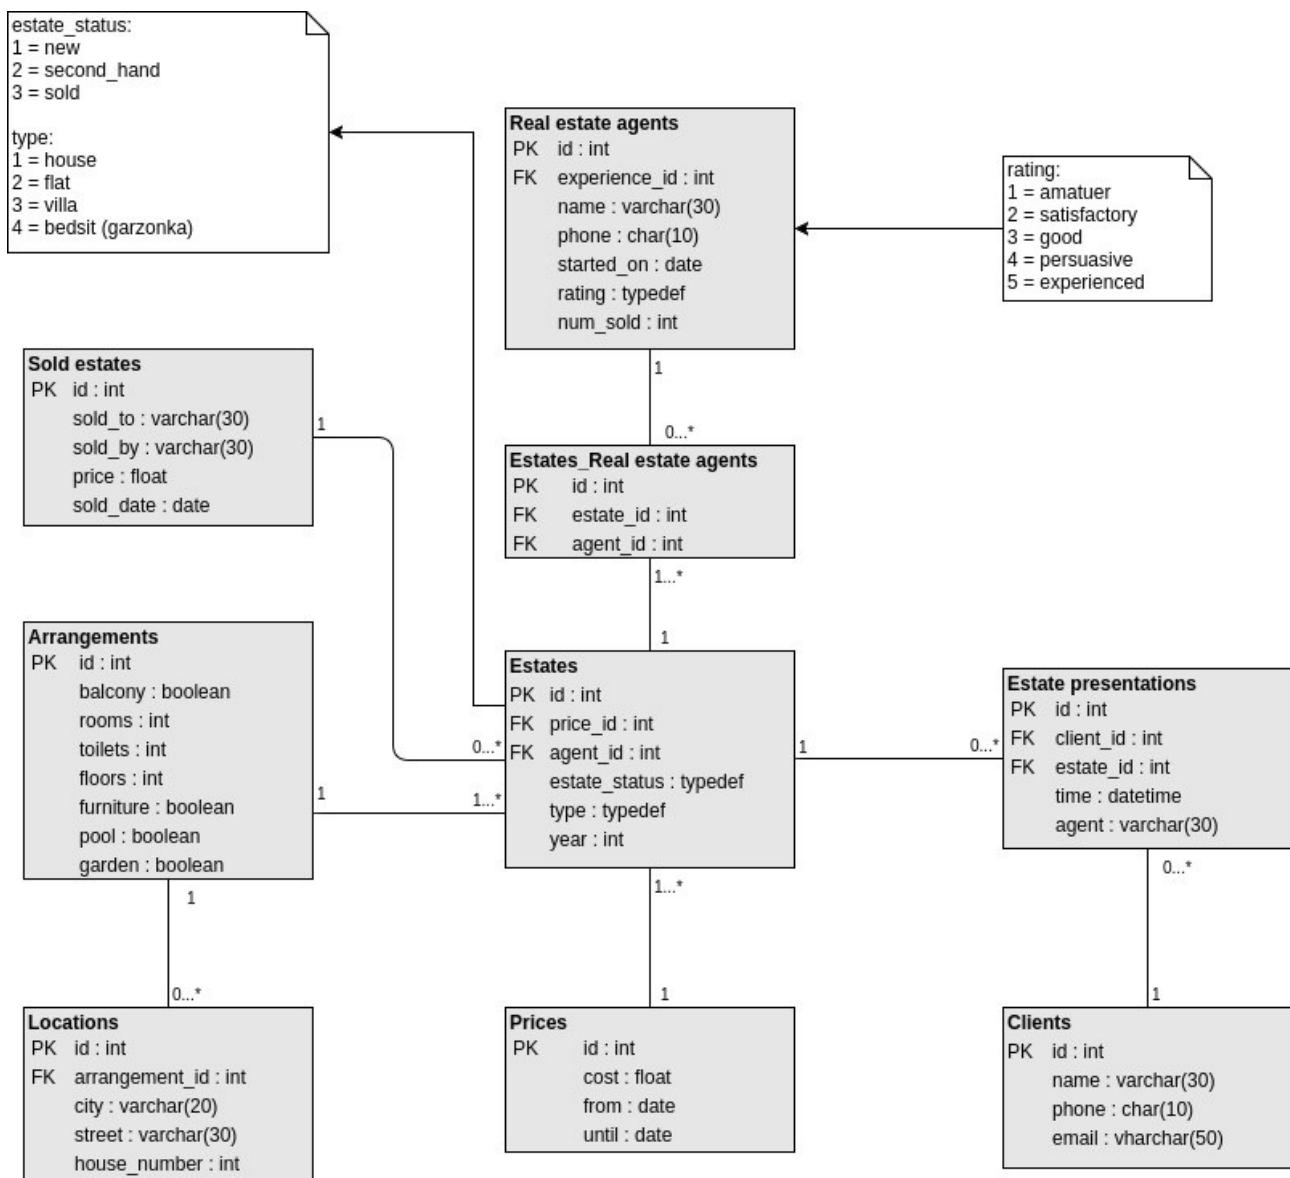 estate_status:
1 = new
2 = second_hand
3 = sold
type:
1 = house
2 = flat
3 = villa
4 = bedsit (garzonka)
Real estate agents
PK id : int
FK experience_id : int
name : varchar(30)
phone : char(10)
started_on : date
rating : typedef
num_sold : int
rating:
1 = amatuer
2 = satisfactory
3 = good
4 = persuasive
5 = experienced
1
0...*
Sold estates
PK id : int
sold_to : varchar(30)
sold_by : varchar(30)
price : float
sold_date : date
1
0...*
Estates_Real estate agents
PK id : int
FK estate_id : int
FK agent_id : int
1...*
1
Arrangements
PK id : int
balcony : boolean
rooms : int
toilets : int
floors : int
furniture : boolean
pool : boolean
garden : boolean
1
1...*
Estates
PK id : int
FK price_id : int
FK agent_id : int
estate_status : typedef
type : typedef
year : int
1
0...*
Estate presentations
PK id : int
FK client_id : int
FK estate_id : int
time : datetime
agent : varchar(30)
1
0...*
1...*
1
0...*
1
Locations
PK id : int
FK arrangement_id : int
city : varchar(20)
street : varchar(30)
house_number : int
Prices
PK id : int
cost : float
from : date
until : date
Clients
PK id : int
name : varchar(30)
phone : char(10)
email : vharchar(50)